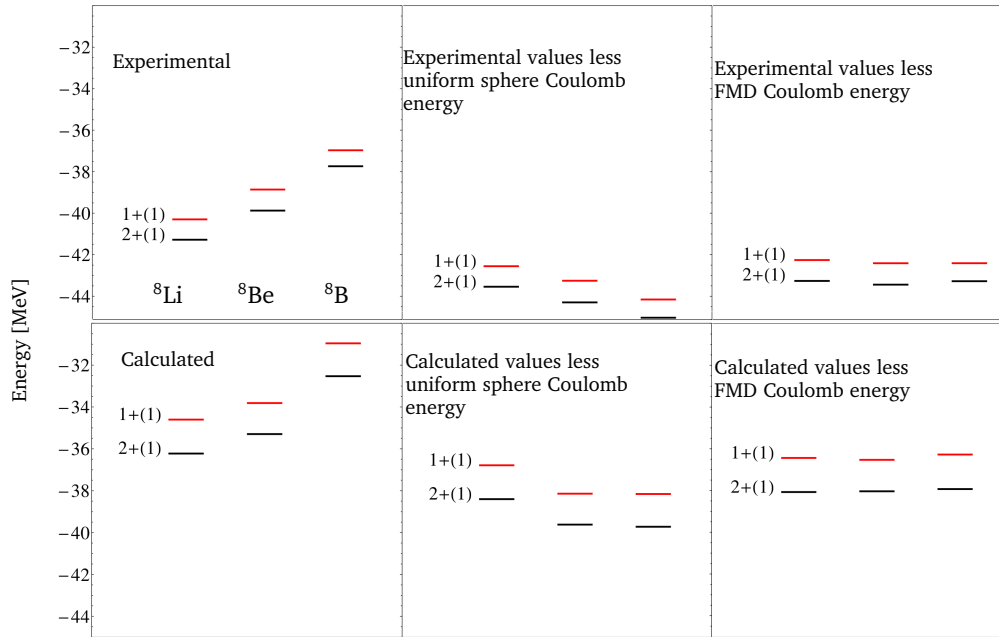 Energy [MeV]
−32
−34
−36
−38
−40
−42
−44
Experimental
1+(1)
2+(1)
⁸Li
⁸Be
⁸B
Experimental values less
uniform sphere Coulomb
energy
1+(1)
2+(1)
Experimental values less
FMD Coulomb energy
1+(1)
2+(1)
−32
−34
−36
−38
−40
−42
−44
Calculated
1+(1)
2+(1)
Calculated values less
uniform sphere Coulomb
energy
1+(1)
2+(1)
Calculated values less
FMD Coulomb energy
1+(1)
2+(1)